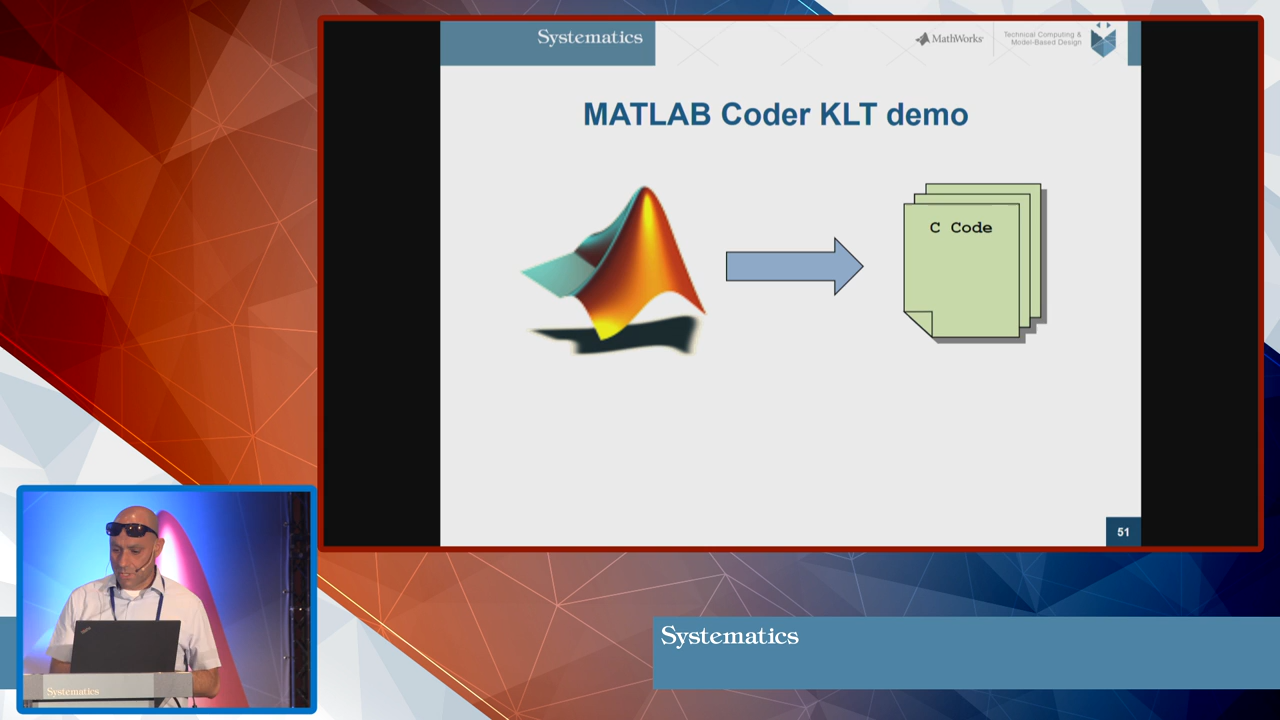 Systematics
MathWorks
Technical Computing &
Model-Based Design
MATLAB Coder KLT demo
C Code
51
Systematics
Systematics